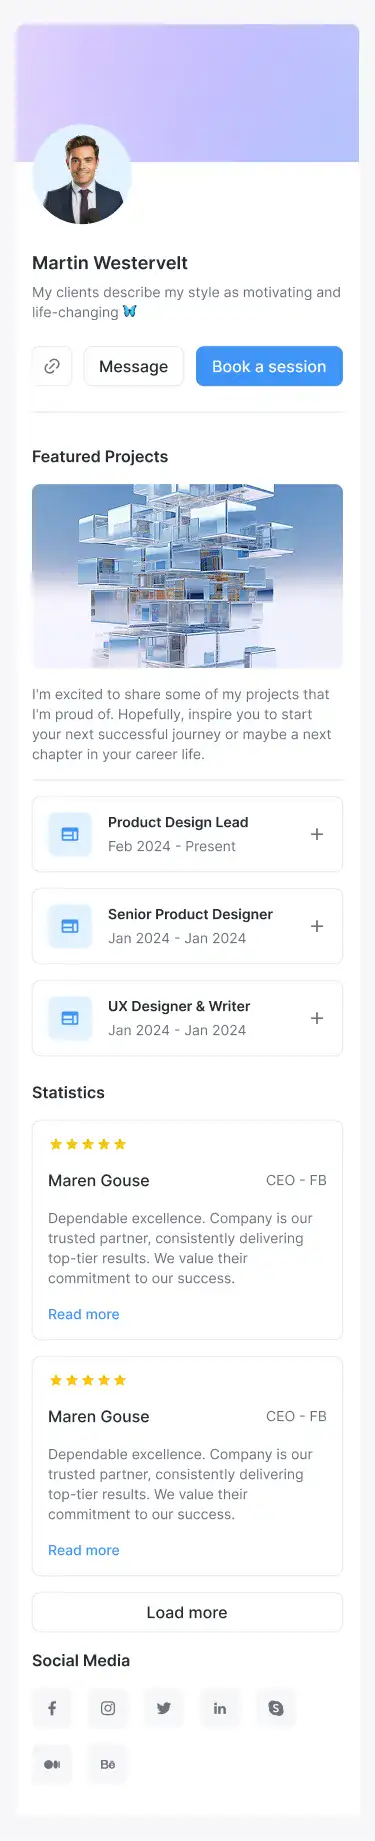 Martin Westervelt
My clients describe my style as motivating and
life-changing 🦋
Message
Book a session
Featured Projects
I'm excited to share some of my projects that
I'm proud of. Hopefully, inspire you to start
your next successful journey or maybe a next
chapter in your career life.
Product Design Lead
Feb 2024 - Present
Senior Product Designer
Jan 2024 - Jan 2024
UX Designer & Writer
Jan 2024 - Jan 2024
Statistics
Maren Gouse
CEO - FB
Dependable excellence. Company is our
trusted partner, consistently delivering
top-tier results. We value their
commitment to our success.
Read more
Maren Gouse
CEO - FB
Dependable excellence. Company is our
trusted partner, consistently delivering
top-tier results. We value their
commitment to our success.
Read more
Load more
Social Media